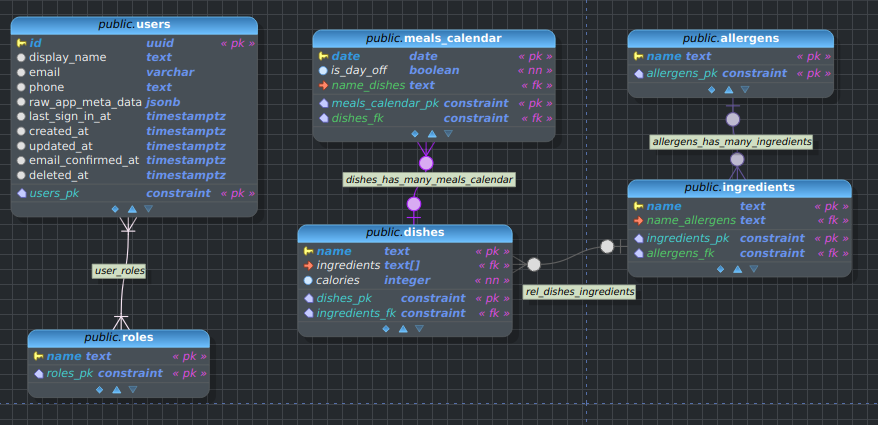 public.users
id uuid « pk »
display_name text
email varchar
phone text
raw_app_meta_data jsonb
last_sign_in_at timestamptz
created_at timestamptz
updated_at timestamptz
email_confirmed_at timestamptz
deleted_at timestamptz
users_pk constraint « pk »
user_roles
public.roles
name text « pk »
roles_pk constraint « pk »
public.meals_calendar
date date « pk »
is_day_off boolean « nn »
name_dishes text « fk »
meals_calendar_pk constraint « pk »
dishes_fk constraint « fk »
dishes_has_many_meals_calendar
public.dishes
name text « pk »
ingredients text[] « fk »
calories integer « nn »
dishes_pk constraint « pk »
ingredients_fk constraint « fk »
rel_dishes_ingredients
public.allergens
name text « pk »
allergens_pk constraint « pk »
allergens_has_many_ingredients
public.ingredients
name text « pk »
name_allergens text « fk »
ingredients_pk constraint « pk »
allergens_fk constraint « fk »